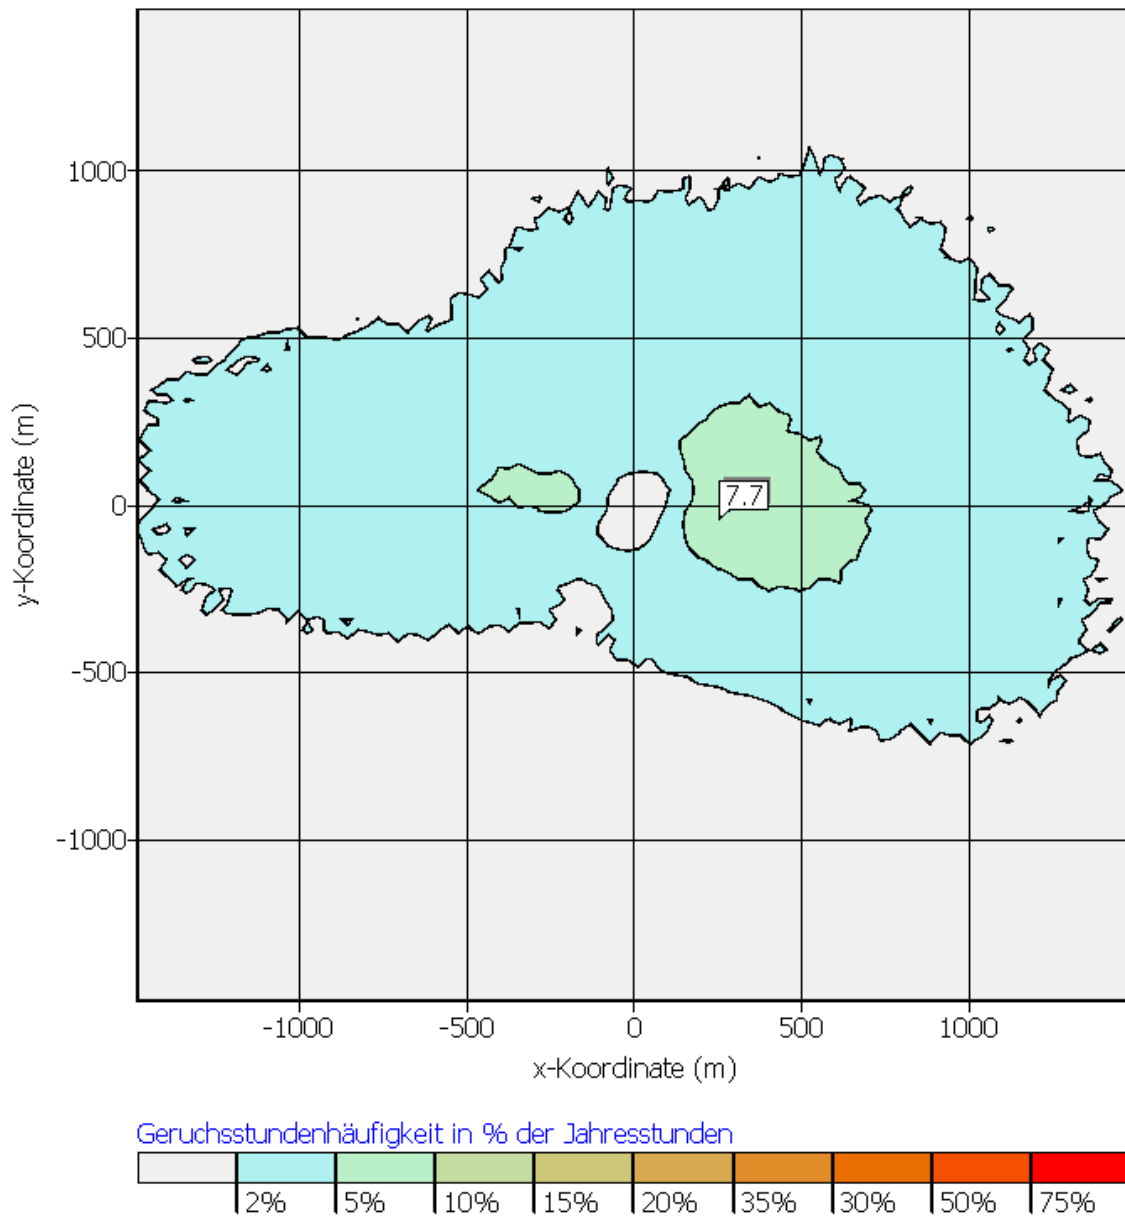 1000
500
0
-500
-1000
y-Koordinate (m)
7.7
-1000 -500 0 500 1000
x-Koordinate (m)
Geruchsstundenhäufigkeit in % der Jahresstunden
2% 5% 10% 15% 20% 35% 30% 50% 75%